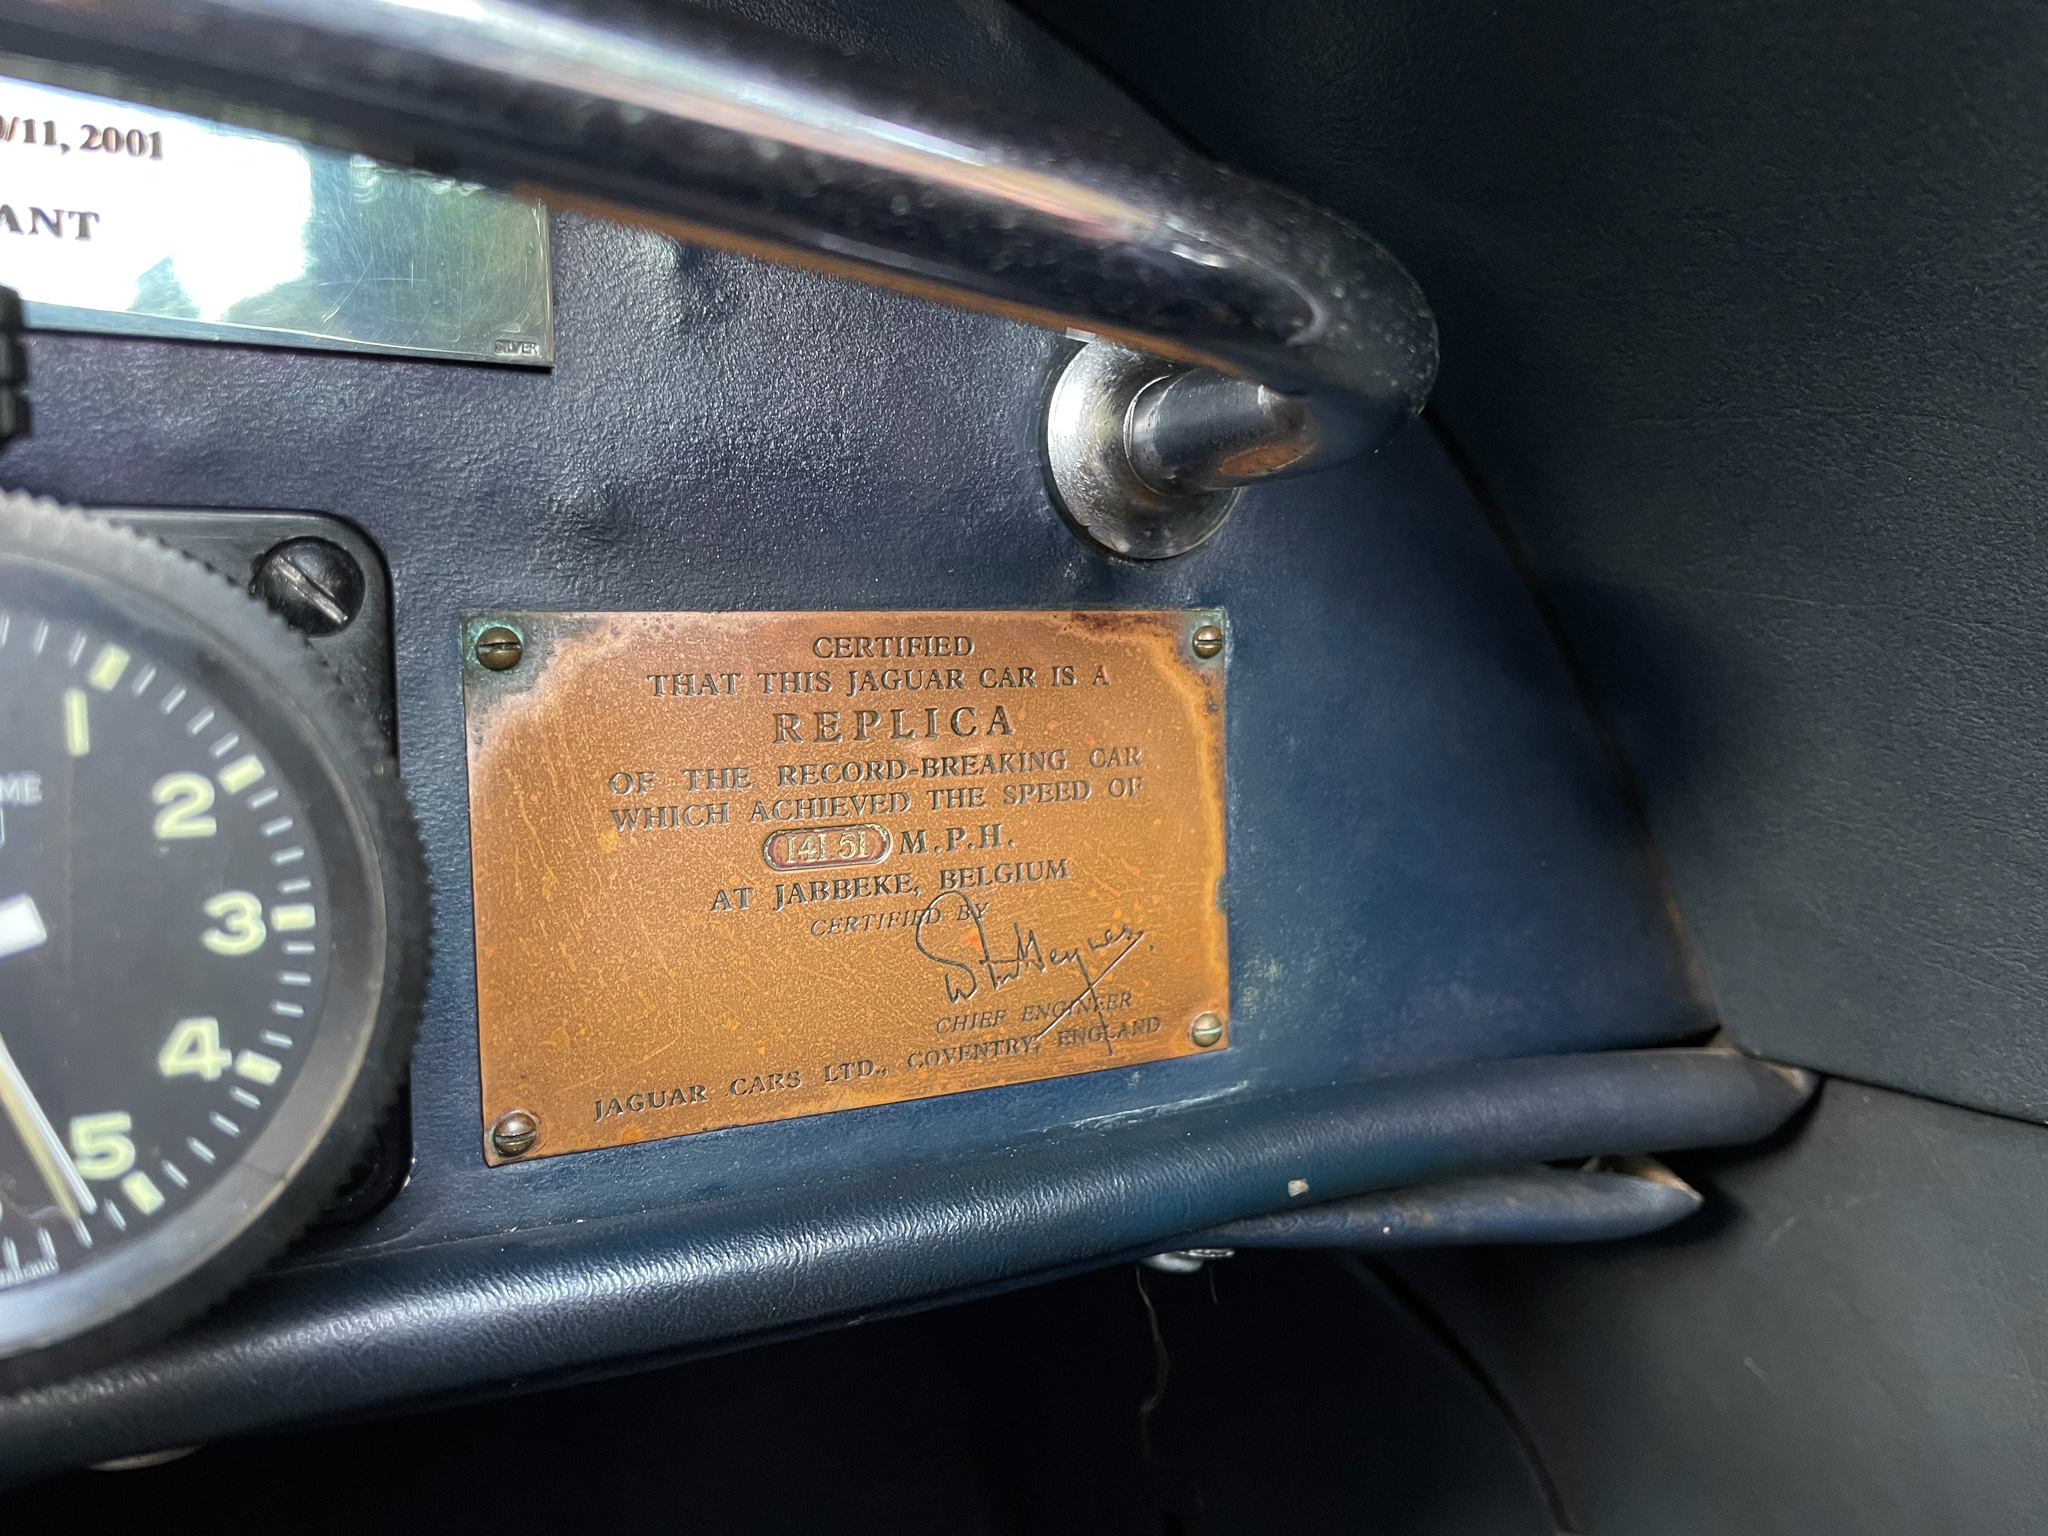 /11, 2001
ANT
SILVER
1
2
3
4
5
ME
CERTIFIED
THAT THIS JAGUAR CAR IS A
REPLICA
OF THE RECORD-BREAKING CAR
WHICH ACHIEVED THE SPEED OF
141 51 M.P.H.
AT JABBEKE, BELGIUM
CERTIFIED BY
CHIEF ENGINEER
JAGUAR CARS LTD., COVENTRY, ENGLAND